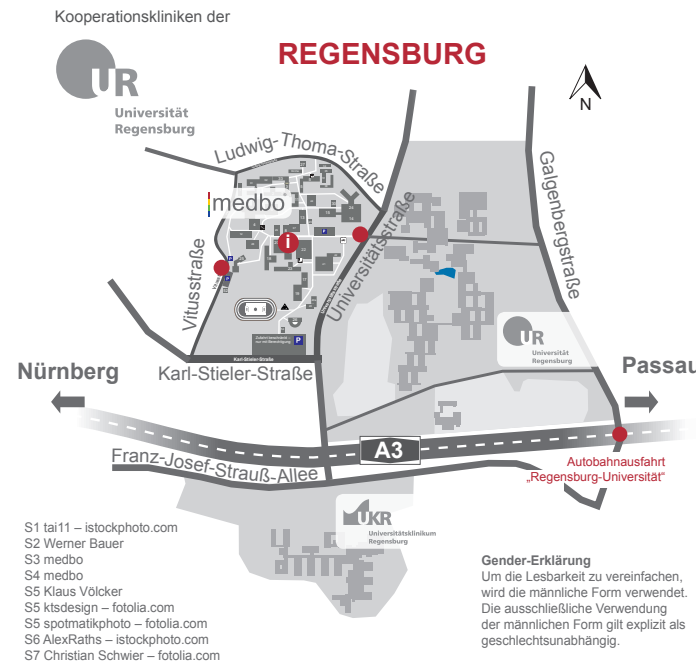 Kooperationskliniken der
UR
Universität
Regensburg
REGENSBURG
N
Ludwig-Thoma-Straße
Galgenbergstraße
medbo
i
P
Universitätsstraße
Vitusstraße
P
P
UR
Universität
Regensburg
P
Karl-Stieler-Straße
Karl-Stieler-Straße
Nürnberg
Passau
A3
Franz-Josef-Strauß-Allee
Autobahnausfahrt
„Regensburg-Universität“
UKR
Universitätsklinikum
Regensburg
S1 tai11 – istockphoto.com
S2 Werner Bauer
S3 medbo
S4 medbo
S5 Klaus Völcker
S5 ktsdesign – fotolia.com
S5 spotmatikphoto – fotolia.com
S6 AlexRaths – istockphoto.com
S7 Christian Schwier – fotolia.com
Gender-Erklärung
Um die Lesbarkeit zu vereinfachen,
wird die männliche Form verwendet.
Die ausschließliche Verwendung
der männlichen Form gilt explizit als
geschlechtsunabhängig.